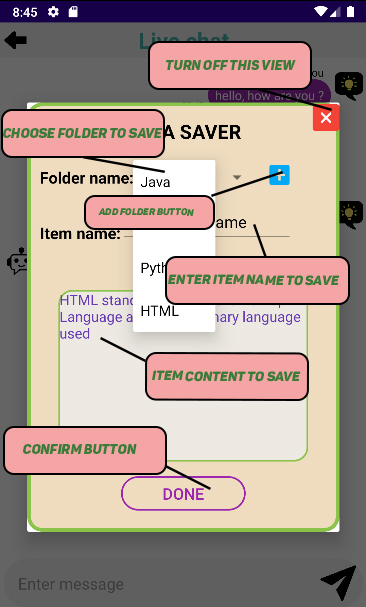 8:45
Live chat
TURN OFF THIS VIEW
you
hello, how are you ?
CHOOSE FOLDER TO SAVE
A SAVER
Folder name:
Java
ADD FOLDER BUTTON
Item name:
ame
Pyth
ENTER ITEM NAME TO SAVE
HTML
HTML stand
Language a nary language
used
ITEM CONTENT TO SAVE
CONFIRM BUTTON
DONE
Enter message